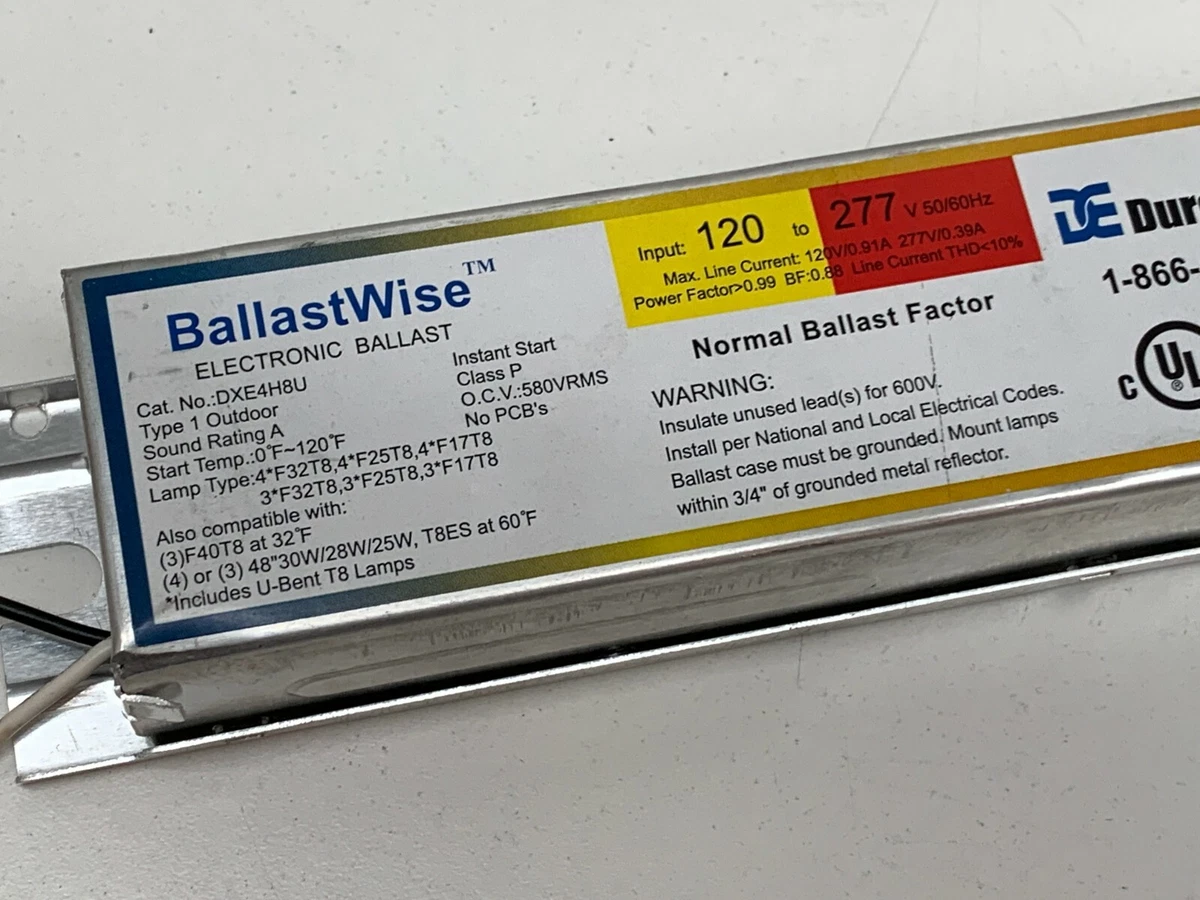 BallastWise™
ELECTRONIC BALLAST
Cat. No.:DXE4H8U
Type 1 Outdoor
Sound Rating A
Start Temp.:0°F~120°F
Instant Start
Class P
O.C.V.:580VRMS
No PCB's
Lamp Type:4*F32T8,4*F25T8,4*F17T8
3*F32T8,3*F25T8,3*F17T8
Also compatible with:
(3)F40T8 at 32°F
(4) or (3) 48"30W/28W/25W, T8ES at 60°F
*Includes U-Bent T8 Lamps
Input: 120 to 277 V 50/60Hz
Max. Line Current: 120V/0.91A 277V/0.39A
Power Factor>0.99 BF:0.88 Line Current THD<10%
Normal Ballast Factor
WARNING:
Insulate unused lead(s) for 600V.
Install per National and Local Electrical Codes.
Ballast case must be grounded. Mount lamps
within 3/4" of grounded metal reflector.
DE
1-866-
C UL
®